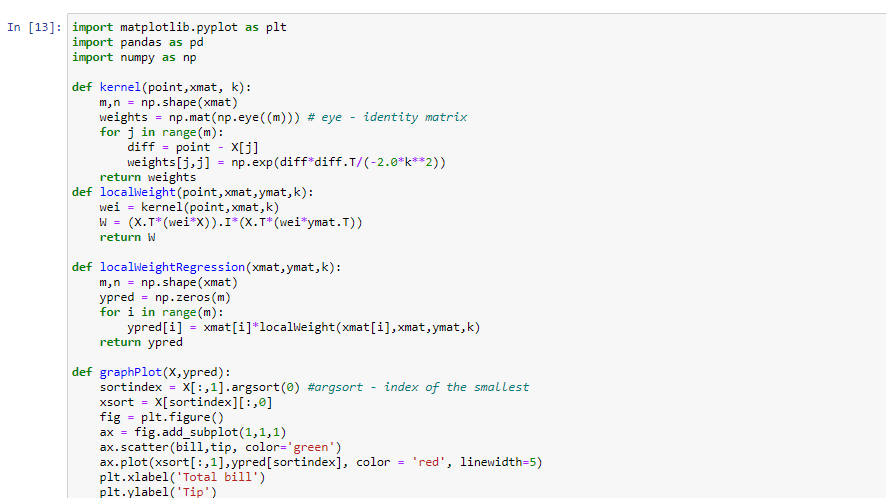 In [13]: import matplotlib.pyplot as plt
import pandas as pd
import numpy as np

def kernel(point,xmat, k):
    m,n = np.shape(xmat)
    weights = np.mat(np.eye((m))) # eye - identity matrix
    for j in range(m):
        diff = point - X[j]
        weights[j,j] = np.exp(diff*diff.T/(-2.0*k**2))
    return weights
def localWeight(point,xmat,ymat,k):
    wei = kernel(point,xmat,k)
    W = (X.T*(wei*X)).I*(X.T*(wei*ymat.T))
    return W

def localWeightRegression(xmat,ymat,k):
    m,n = np.shape(xmat)
    ypred = np.zeros(m)
    for i in range(m):
        ypred[i] = xmat[i]*localWeight(xmat[i],xmat,ymat,k)
    return ypred

def graphPlot(X,ypred):
    sortindex = X[:,1].argsort(0) #argsort - index of the smallest
    xsort = X[sortindex][:,0]
    fig = plt.figure()
    ax = fig.add_subplot(1,1,1)
    ax.scatter(bill,tip, color='green')
    ax.plot(xsort[:,1],ypred[sortindex], color = 'red', linewidth=5)
    plt.xlabel('Total bill')
    plt.ylabel('Tip')